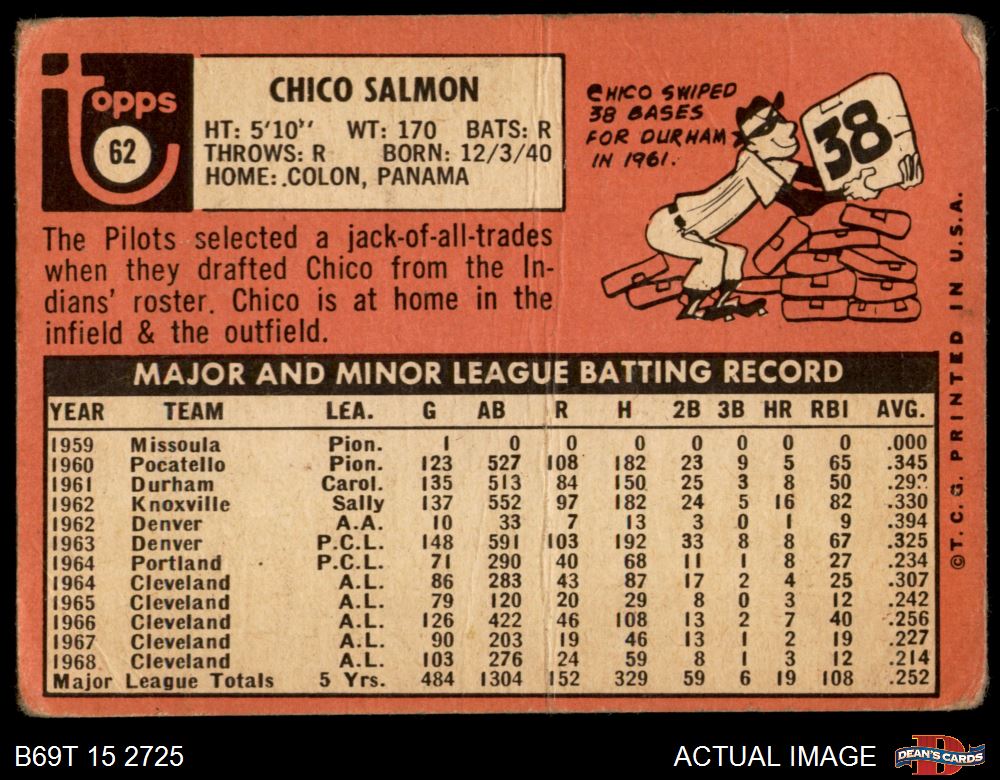 Topps
62
CHICO SALMON
HT: 5'10" WT: 170 BATS: R
THROWS: R BORN: 12/3/40
HOME: COLON, PANAMA
CHICO SWIPED
38 BASES
FOR DURHAM
IN 1961.
38
The Pilots selected a jack-of-all-trades
when they drafted Chico from the In-
dians' roster. Chico is at home in the
infield & the outfield.
MAJOR AND MINOR LEAGUE BATTING RECORD
YEAR TEAM LEA. G AB R H 2B 3B HR RBI AVG.
1959 Missoula Pion. 1 0 0 0 0 0 0 0 .000
1960 Pocatello Pion. 123 527 108 182 23 9 5 65 .345
1961 Durham Carol. 135 513 84 150 25 3 8 50
1962 Knoxville Sally 137 552 97 182 24 5 16 82 .330
1962 Denver A.A. 10 33 7 13 3 0 1 9 .394
1963 Denver P.C.L. 148 591 103 192 33 8 8 67 .325
1964 Portland P.C.L. 71 290 40 68 11 1 8 27 .234
1964 Cleveland A.L. 86 283 43 87 17 2 4 25 .307
1965 Cleveland A.L. 79 120 20 29 8 0 3 12 .242
1966 Cleveland A.L. 126 422 46 108 13 2 7 40 .256
1967 Cleveland A.L. 90 203 19 46 13 1 2 19 .227
1968 Cleveland A.L. 103 276 24 59 8 1 3 12 .214
Major League Totals 5 Yrs. 484 1304 152 329 59 6 19 108 .252
©T.C.G. PRINTED IN U.S.A.
B69T 15 2725
ACTUAL IMAGE
D
DEAN'S CARDS